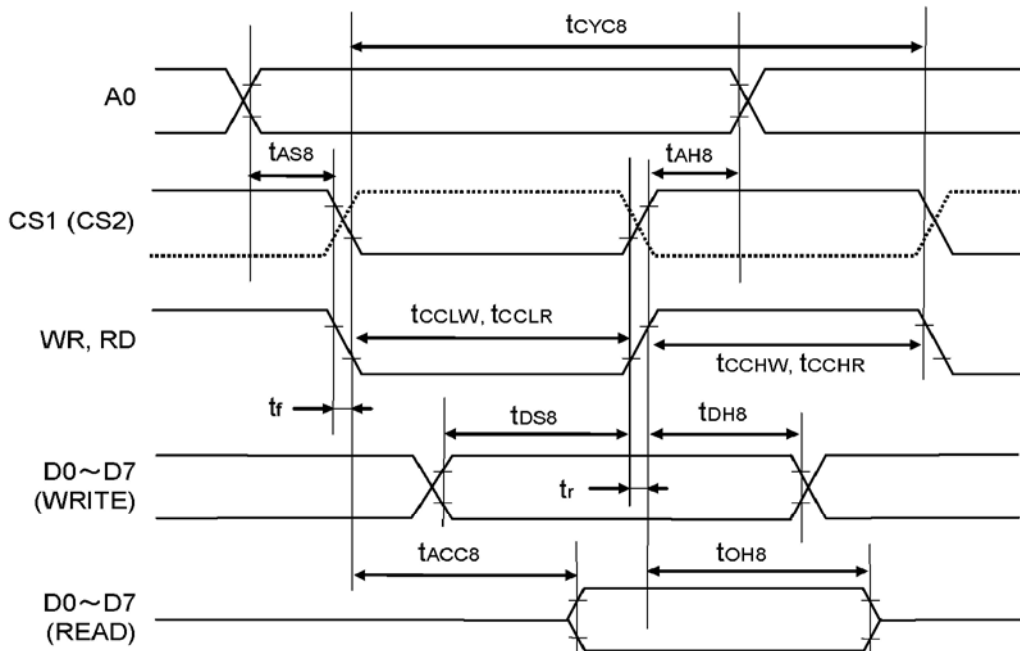 tCYC8
A0
tAS8
tAH8
CS1 (CS2)
tCCLW, tCCLR
WR, RD
tCCHW, tCCHR
tf
tDS8
tDH8
D0～D7
(WRITE)
tr
tACC8
tOH8
D0～D7
(READ)